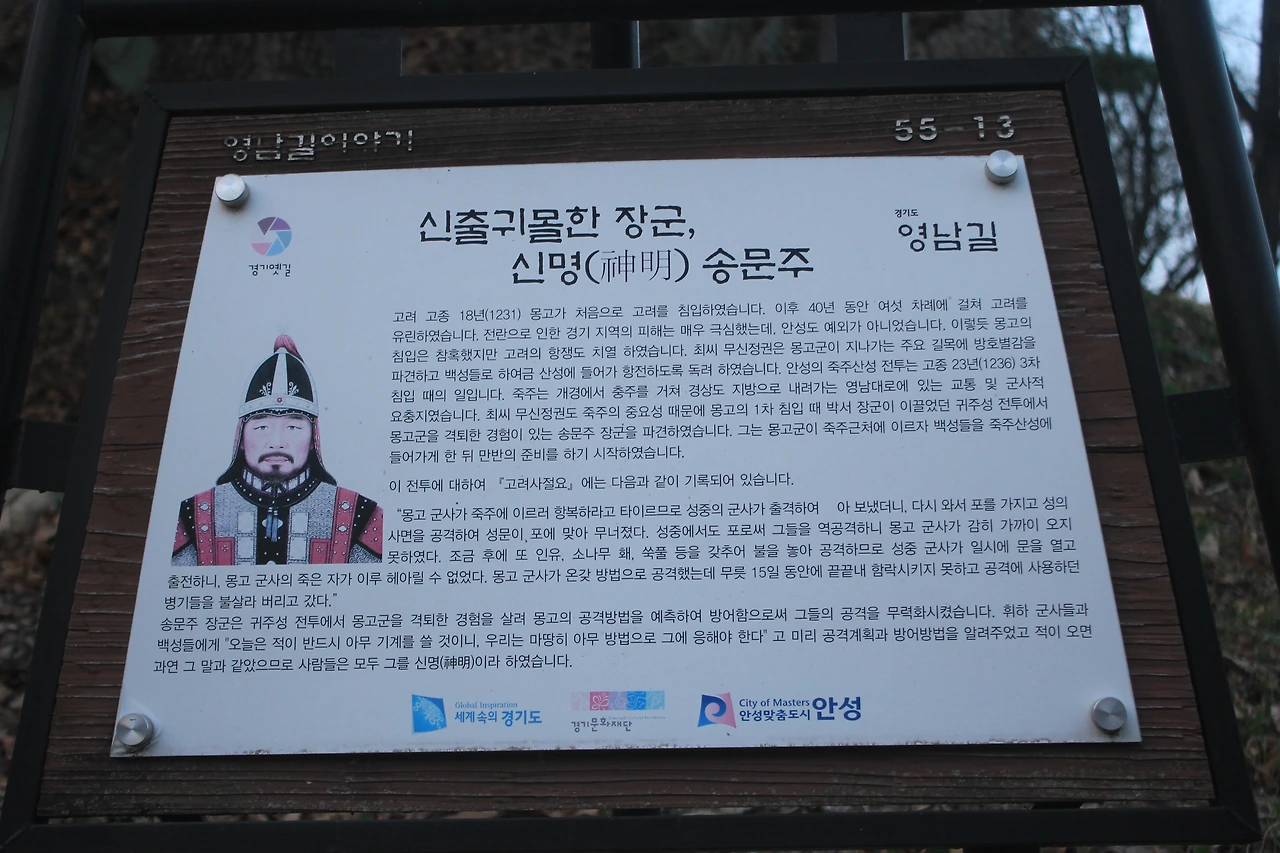 영남길이야기
55-13
경기옛길
신출귀몰한 장군,
신명(神明) 송문주
경기도
영남길
고려 고종 18년(1231) 몽고가 처음으로 고려를 침입하였습니다. 이후 40년 동안 여섯 차례에 걸쳐 고려를
유린하였습니다. 전란으로 인한 경기 지역의 피해는 매우 극심했는데, 안성도 예외가 아니었습니다. 이렇듯 몽고의
침입은 참혹했지만 고려의 항쟁도 치열 하였습니다. 최씨 무신정권은 몽고군이 지나가는 주요 길목에 방호별감을
파견하고 백성들로 하여금 산성에 들어가 항전하도록 독려 하였습니다. 안성의 죽주산성 전투는 고종 23년(1236) 3차
침입 때의 일입니다. 죽주는 개경에서 충주를 거쳐 경상도 지방으로 내려가는 영남대로에 있는 교통 및 군사적
요충지였습니다. 최씨 무신정권도 죽주의 중요성 때문에 몽고의 1차 침입 때 박서 장군이 이끌었던 귀주성 전투에서
몽고군을 격퇴한 경험이 있는 송문주 장군을 파견하였습니다. 그는 몽고군이 죽주근처에 이르자 백성들을 죽주산성에
들어가게 한 뒤 만반의 준비를 하기 시작하였습니다.
이 전투에 대하여 『고려사절요』에는 다음과 같이 기록되어 있습니다.
“몽고 군사가 죽주에 이르러 항복하라고 타이르므로 성중의 군사가 출격하여 아 보냈더니, 다시 와서 포를 가지고 성의
사면을 공격하여 성문이 포에 맞아 무너졌다. 성중에서도 포로써 그들을 역공격하니 몽고 군사가 감히 가까이 오지
못하였다. 조금 후에 또 인유, 소나무 홰, 쑥풀 등을 갖추어 불을 놓아 공격하므로 성중 군사가 일시에 문을 열고
출전하니, 몽고 군사의 죽은 자가 이루 헤아릴 수 없었다. 몽고 군사가 온갖 방법으로 공격했는데 무릇 15일 동안에 끝끝내 함락시키지 못하고 공격에 사용하던
병기들을 불살라 버리고 갔다.”
송문주 장군은 귀주성 전투에서 몽고군을 격퇴한 경험을 살려 몽고의 공격방법을 예측하여 방어함으로써 그들의 공격을 무력화시켰습니다. 휘하 군사들과
백성들에게 “오늘은 적이 반드시 아무 기계를 쓸 것이니, 우리는 마땅히 아무 방법으로 그에 응해야 한다” 고 미리 공격계획과 방어방법을 알려주었고 적이 오면
과연 그 말과 같았으므로 사람들은 모두 그를 신명(神明)이라 하였습니다.
Global Inspiration
세계 속의 경기도
경기문화재단
City of Masters
안성맞춤도시 안성